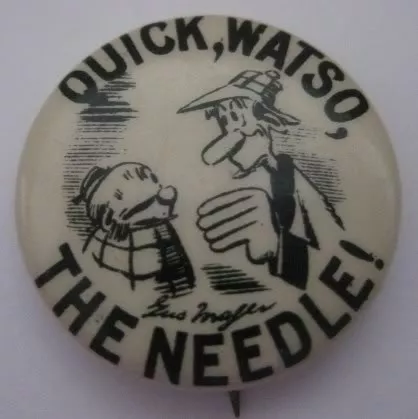 QUICK, WATSO,
THE NEEDLE!
Gus Mager